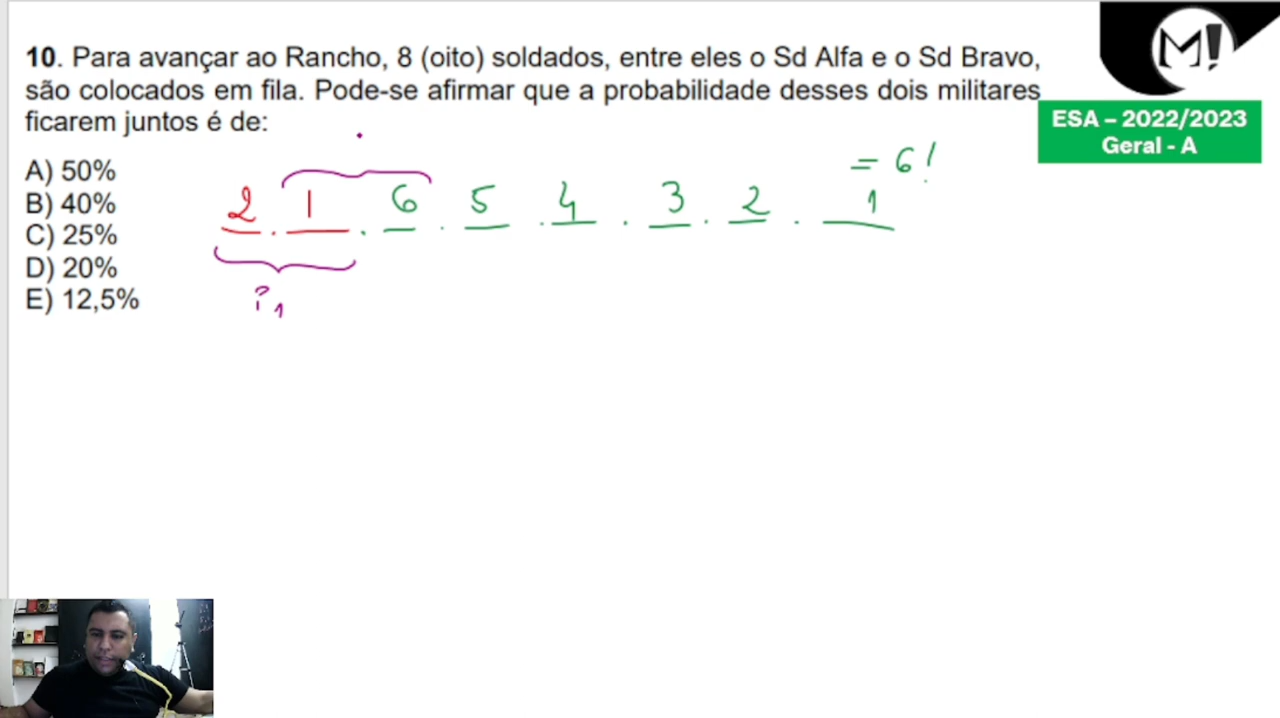 10. Para avançar ao Rancho, 8 (oito) soldados, entre eles o Sd Alfa e o Sd Bravo,
são colocados em fila. Pode-se afirmar que a probabilidade desses dois militares
ficarem juntos é de:
A) 50%
B) 40%
C) 25%
D) 20%
E) 12,5%
M!
ESA – 2022/2023
Geral - A
= 6!
2 . 1 . 6 . 5 . 4 . 3 . 2 . 1